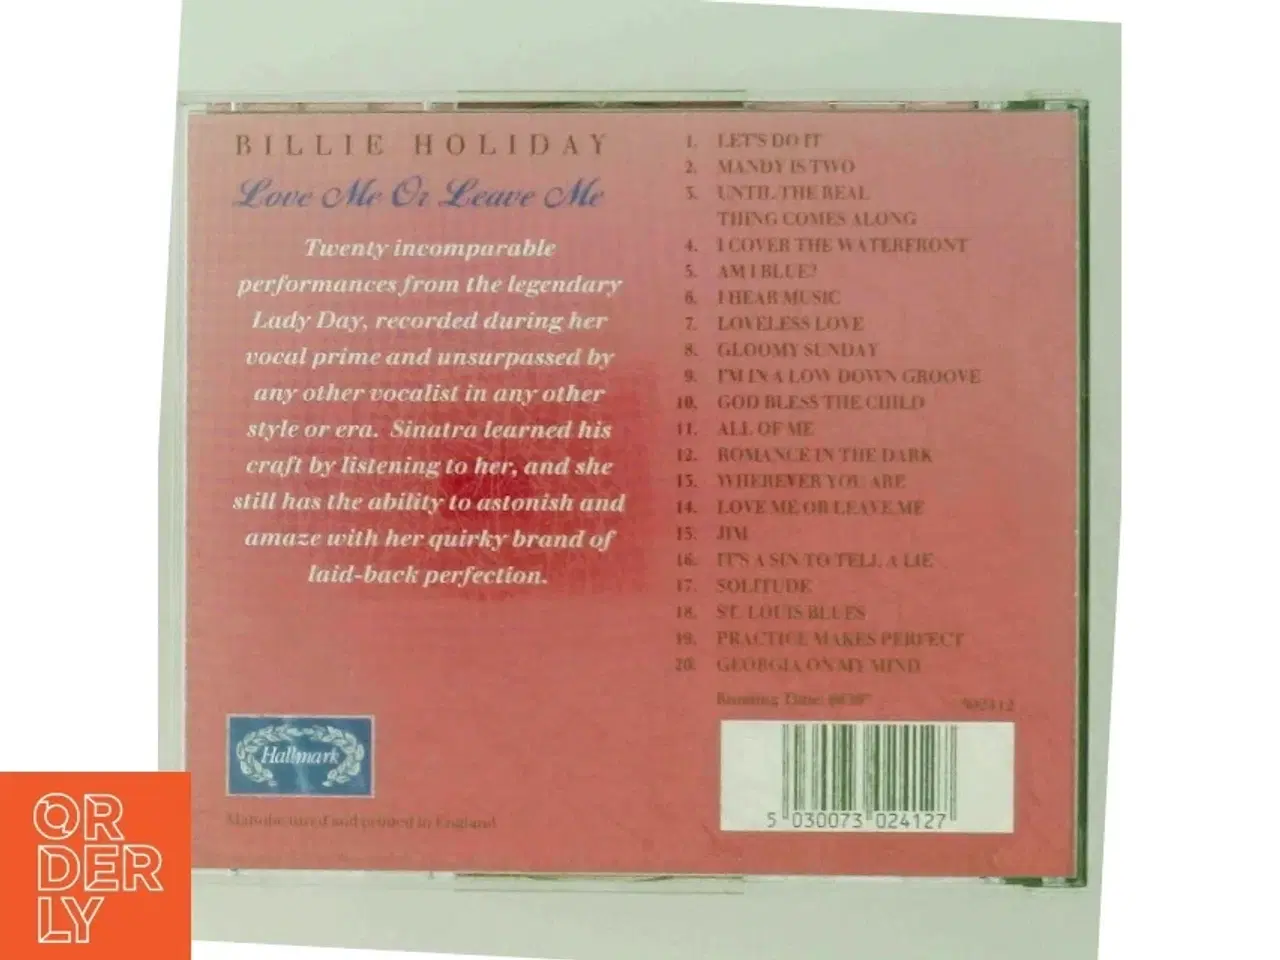 BILLIE HOLIDAY
Love Me Or Leave Me
Twenty incomparable
performances from the legendary
Lady Day, recorded during her
vocal prime and unsurpassed by
any other vocalist in any other
style or era. Sinatra learned his
craft by listening to her, and she
still has the ability to astonish and
amaze with her quirky brand of
laid-back perfection.
Hallmark
Manufactured and printed in England
1. LET'S DO IT
2. MANDY IS TWO
3. UNTIL THE REAL
THING COMES ALONG
4. I COVER THE WATERFRONT
5. AM I BLUE?
6. I HEAR MUSIC
7. LOVELESS LOVE
8. GLOOMY SUNDAY
9. I'M IN A LOW DOWN GROOVE
10. GOD BLESS THE CHILD
11. ALL OF ME
12. ROMANCE IN THE DARK
13. WHEREVER YOU ARE
14. LOVE ME OR LEAVE ME
15. JIM
16. IT'S A SIN TO TELL A LIE
17. SOLITUDE
18. ST. LOUIS BLUES
19. PRACTICE MAKES PERFECT
20. GEORGIA ON MY MIND
Running Time:
302412
5 030073 024127
OR
DER
LY